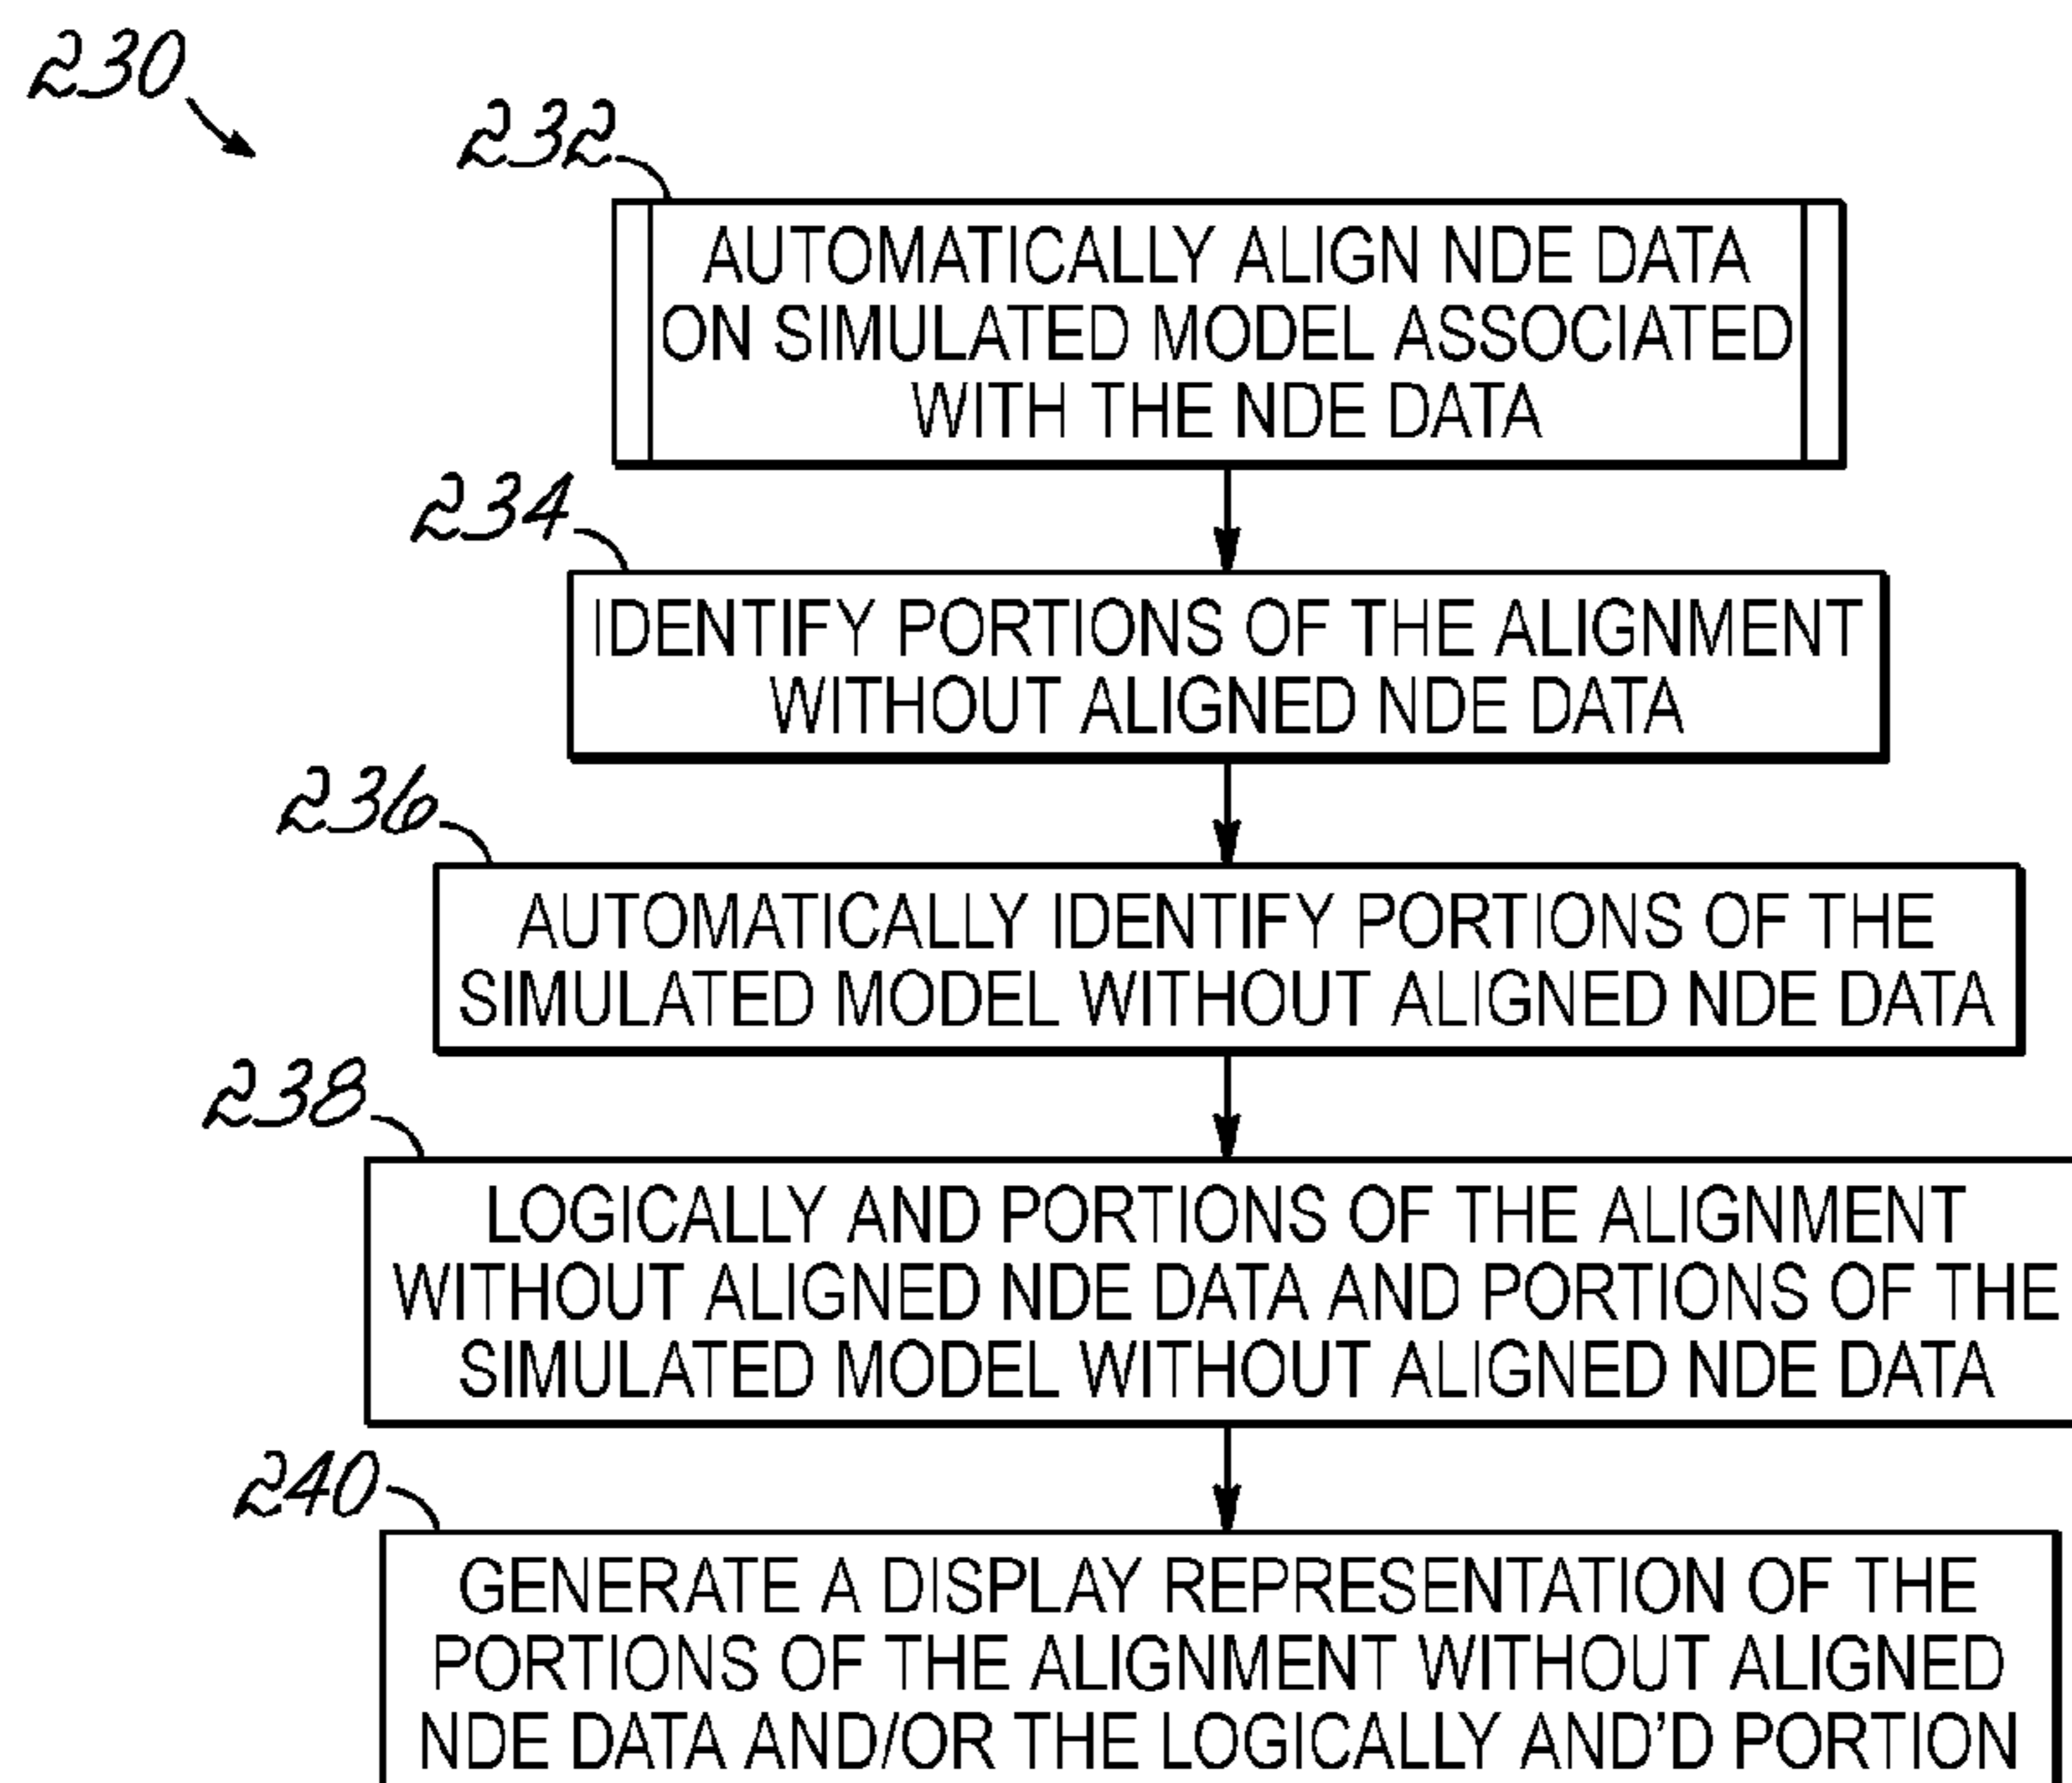 230
232
AUTOMATICALLY ALIGN NDE DATA
ON SIMULATED MODEL ASSOCIATED
WITH THE NDE DATA
234
IDENTIFY PORTIONS OF THE ALIGNMENT
WITHOUT ALIGNED NDE DATA
236
AUTOMATICALLY IDENTIFY PORTIONS OF THE
SIMULATED MODEL WITHOUT ALIGNED NDE DATA
238
LOGICALLY AND PORTIONS OF THE ALIGNMENT
WITHOUT ALIGNED NDE DATA AND PORTIONS OF THE
SIMULATED MODEL WITHOUT ALIGNED NDE DATA
240
GENERATE A DISPLAY REPRESENTATION OF THE
PORTIONS OF THE ALIGNMENT WITHOUT ALIGNED
NDE DATA AND/OR THE LOGICALLY AND’D PORTION